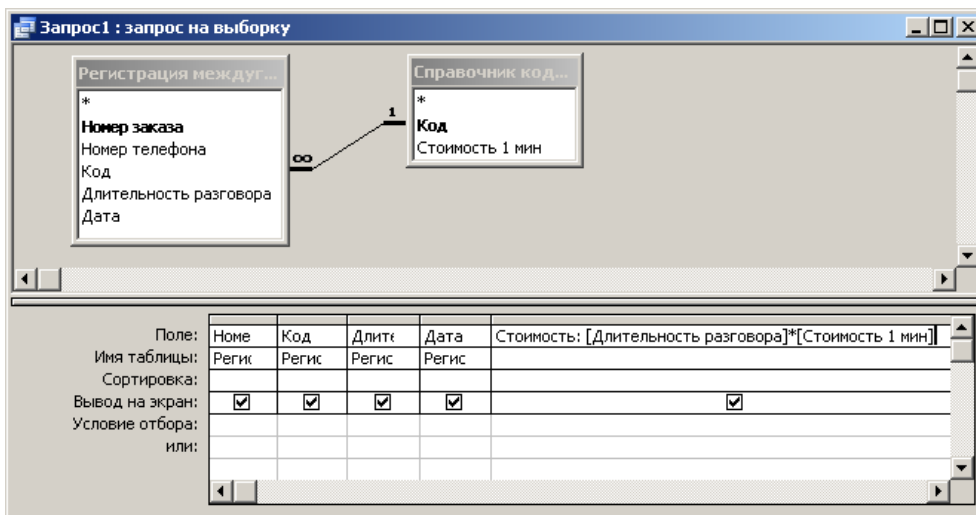 Запрос1 : запрос на выборку
Регистрация междуг...
*
Номер заказа
Номер телефона
Код
Длительность разговора
Дата
∞
1
Справочник код...
*
Код
Стоимость 1 мин
Поле: Номе Код Длите Дата Стоимость: [Длительность разговора]*[Стоимость 1 мин]
Имя таблицы: Регис Регис Регис Регис
Сортировка:
Вывод на экран:
Условие отбора:
или: